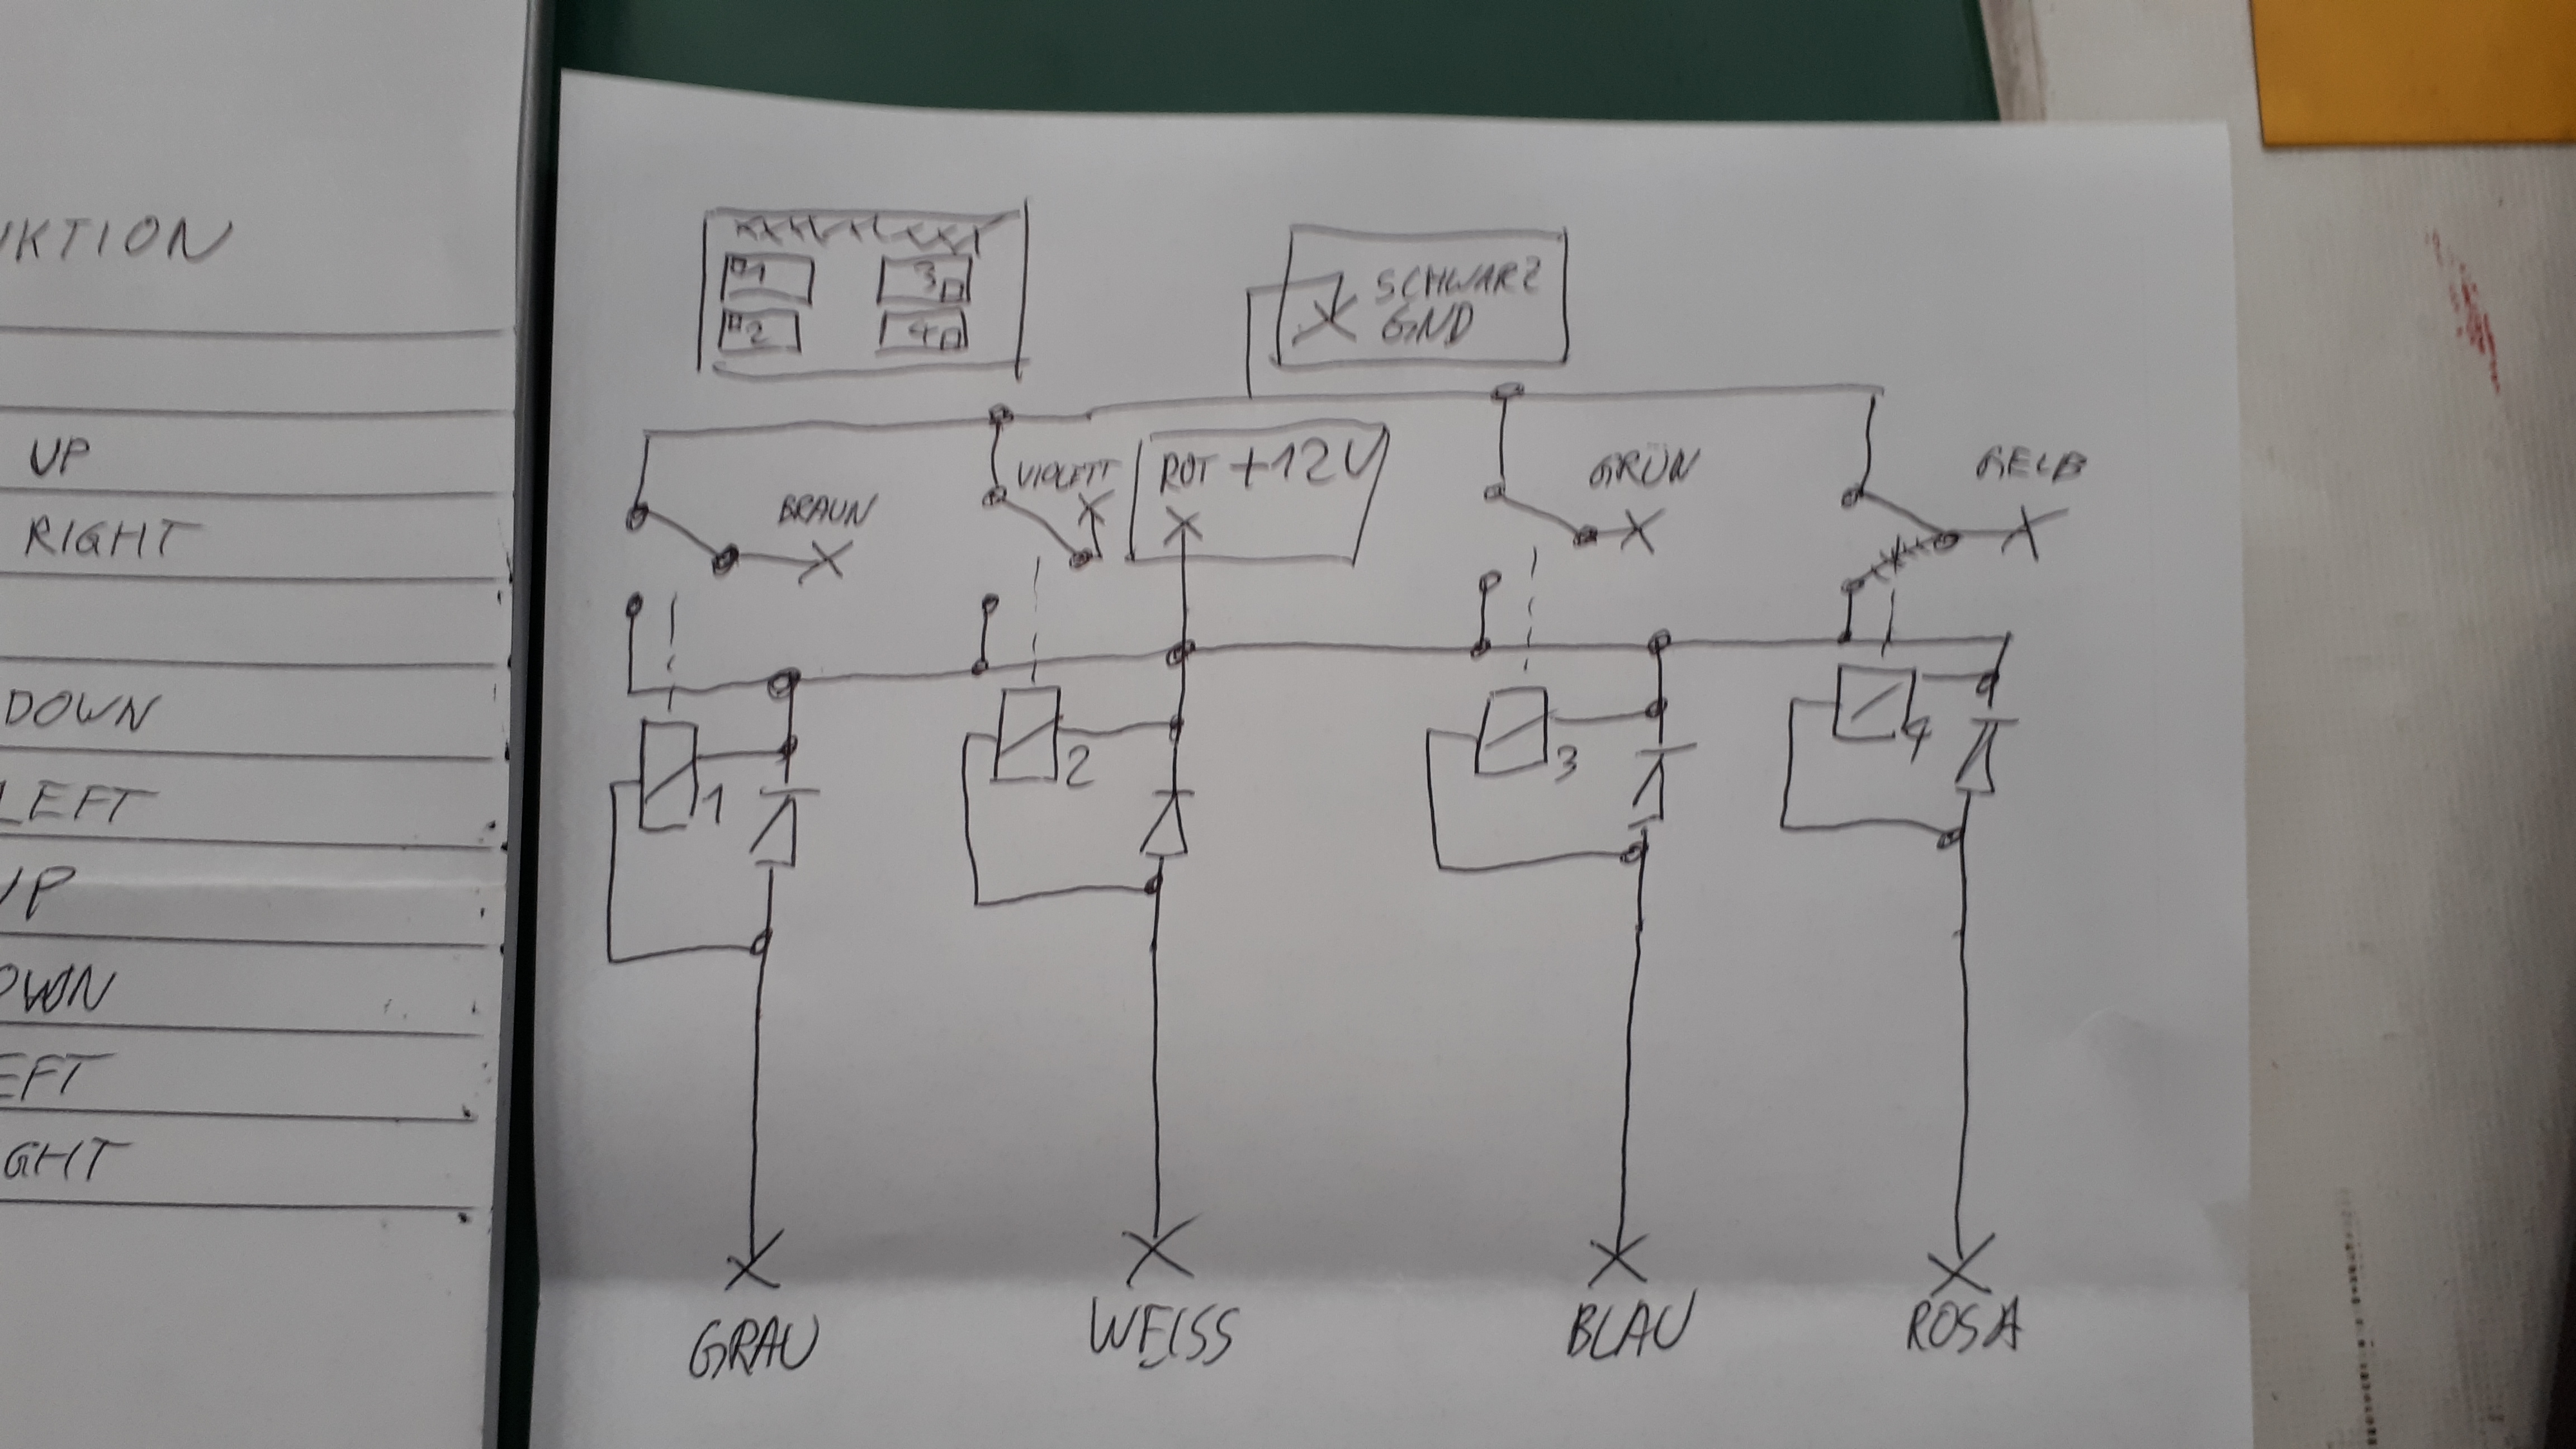 1 2
3 4
SCHWARZ
GND
BRAUN
VIOLETT
ROT +12V
GRÜN
GELB
1
2
3
4
GRAU
WEISS
BLAU
ROSA
KTION
UP
RIGHT
DOWN
LEFT
UP
OWN
EFT
GHT